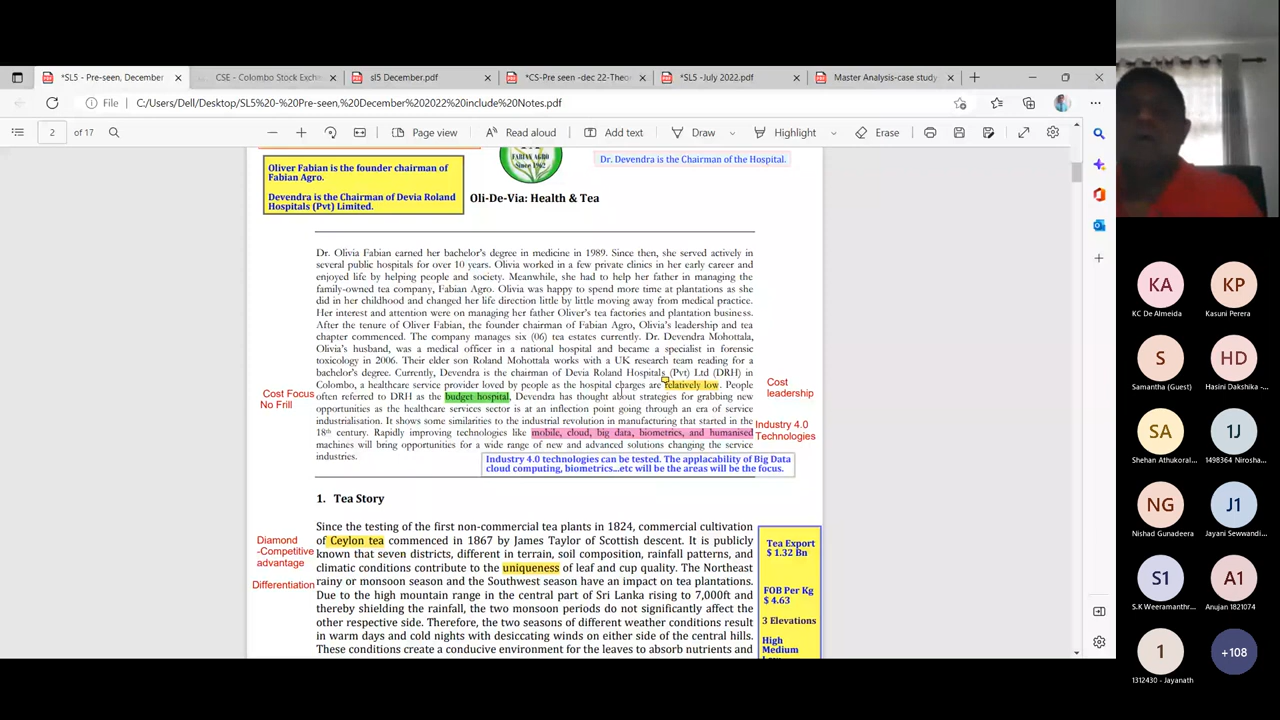 *SL5 - Pre-seen, December
CSE - Colombo Stock Exch
sl5 December.pdf
*CS-Pre seen -dec 22-Theor
*SL5 -July 2022.pdf
Master Analysis-case study
File
C:/Users/Dell/Desktop/SL5%20-%20Pre-seen,%20December%202022%20include%20Notes.pdf
2 of 17
Page view
Read aloud
Add text
Draw
Highlight
Erase
Oliver Fabian is the founder chairman of
Fabian Agro.
Devendra is the Chairman of Devia Roland
Hospitals (Pvt) Limited.
FABIAN AGRO
Since 1962
Dr. Devendra is the Chairman of the Hospital.
Oli-De-Via: Health & Tea
Dr. Olivia Fabian earned her bachelor's degree in medicine in 1989. Since then, she served actively in
several public hospitals for over 10 years. Olivia worked in a few private clinics in her early career and
enjoyed life by helping people and society. Meanwhile, she had to help her father in managing the
family-owned tea company, Fabian Agro. Olivia was happy to spend more time at plantations as she
did in her childhood and changed her life direction little by little moving away from medical practice.
Her interest and attention were on managing her father Oliver's tea factories and plantation business.
After the tenure of Oliver Fabian, the founder chairman of Fabian Agro, Olivia's leadership and tea
chapter commenced. The company manages six (06) tea estates currently. Dr. Devendra Mohottala,
Olivia's husband, was a medical officer in a national hospital and became a specialist in forensic
toxicology in 2006. Their elder son Roland Mohottala works with a UK research team reading for a
bachelor's degree. Currently, Devendra is the chairman of Devia Roland Hospitals (Pvt) Ltd (DRH) in
Colombo, a healthcare service provider loved by people as the hospital charges are relatively low. People
often referred to DRH as the budget hospital. Devendra has thought about strategies for grabbing new
opportunities as the healthcare services sector is at an inflection point going through an era of service
industrialisation. It shows some similarities to the industrial revolution in manufacturing that started in the
18th century. Rapidly improving technologies like mobile, cloud, big data, biometrics, and humanised
machines will bring opportunities for a wide range of new and advanced solutions changing the service
industries.
Cost Focus
No Frill
Cost
leadership
Industry 4.0
Technologies
Industry 4.0 technologies can be tested. The applacability of Big Data
cloud computing, biometrics...etc will be the areas will be the focus.
1. Tea Story
Since the testing of the first non-commercial tea plants in 1824, commercial cultivation
of Ceylon tea commenced in 1867 by James Taylor of Scottish descent. It is publicly
known that seven districts, different in terrain, soil composition, rainfall patterns, and
climatic conditions contribute to the uniqueness of leaf and cup quality. The Northeast
rainy or monsoon season and the Southwest season have an impact on tea plantations.
Due to the high mountain range in the central part of Sri Lanka rising to 7,000ft and
thereby shielding the rainfall, the two monsoon periods do not significantly affect the
other respective side. Therefore, the two seasons of different weather conditions result
in warm days and cold nights with desiccating winds on either side of the central hills.
These conditions create a conducive environment for the leaves to absorb nutrients and
Diamond
-Competitive
advantage
Differentiation
Tea Export
$ 1.32 Bn
FOB Per Kg
$ 4.63
3 Elevations
High
Medium
KA
KC De Almeida
KP
Kasuni Perera
S
Samantha (Guest)
HD
Hasini Dakshika -
SA
Shehan Athukoral...
1J
1498364 Nirosha...
NG
Nishad Gunadeera
J1
Jayani Sewwandi...
S1
S.K Weeramanthr...
A1
Anujan 1821074
1
1312430 - Jayanath
+108